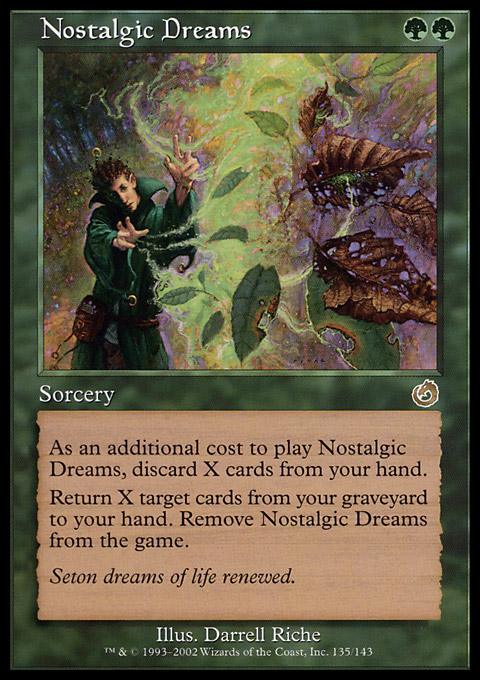 Nostalgic Dreams
Sorcery
As an additional cost to play Nostalgic
Dreams, discard X cards from your hand.
Return X target cards from your graveyard
to your hand. Remove Nostalgic Dreams
from the game.
Seton dreams of life renewed.
Illus. Darrell Riche
™ & © 1993–2002 Wizards of the Coast, Inc. 135/143